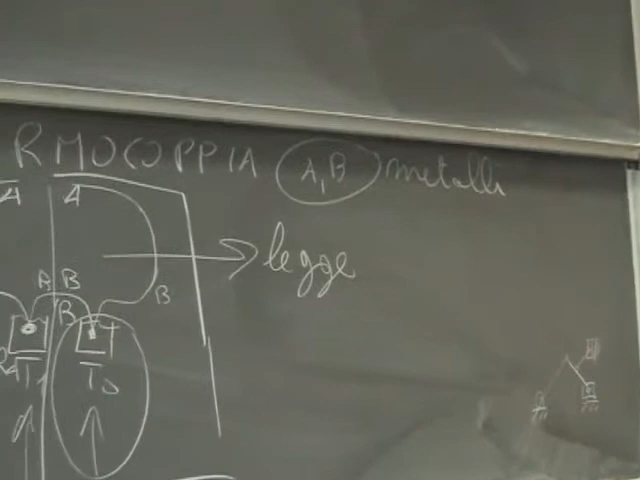 RMOCOPPIA A,B metalli
A A
legge
A B
B
B
T
T0